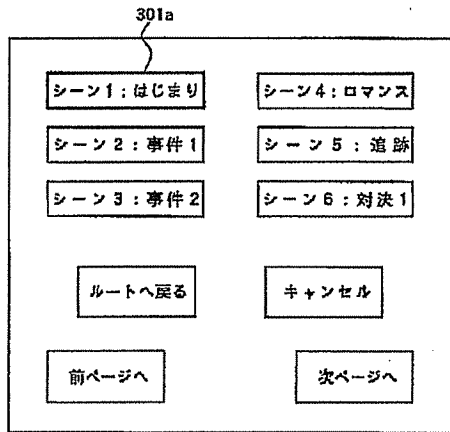 301a
シーン1:はじまり
シーン4:ロマンス
シーン2:事件1
シーン5:追跡
シーン3:事件2
シーン6:対決1
ルートへ戻る
キャンセル
前ページへ
次ページへ